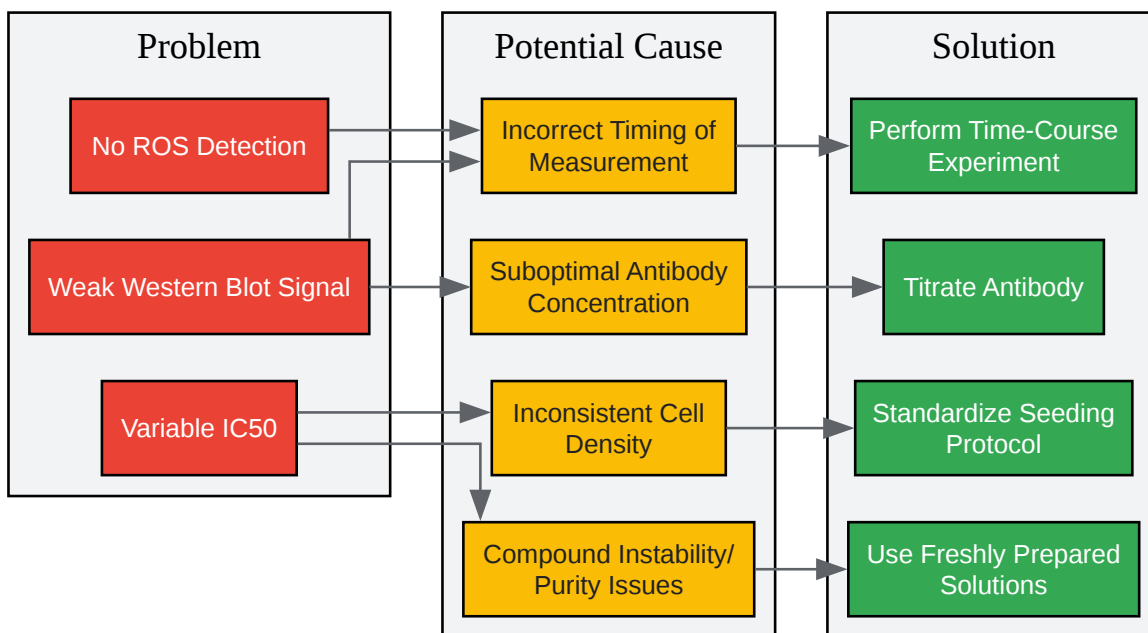 Problem
No ROS Detection
Weak Western Blot Signal
Variable IC50
Potential Cause
Incorrect Timing of
Measurement
Suboptimal Antibody
Concentration
Inconsistent Cell
Density
Compound Instability/
Purity Issues
Solution
Perform Time-Course
Experiment
Titrate Antibody
Standardize Seeding
Protocol
Use Freshly Prepared
Solutions